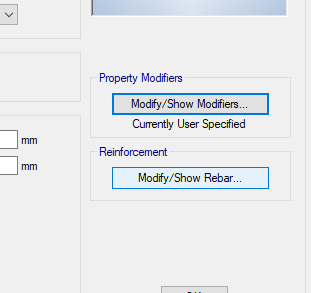 Property Modifiers
Modify/Show Modifiers...
Currently User Specified
mm
Reinforcement
mm
Modify/Show Rebar...